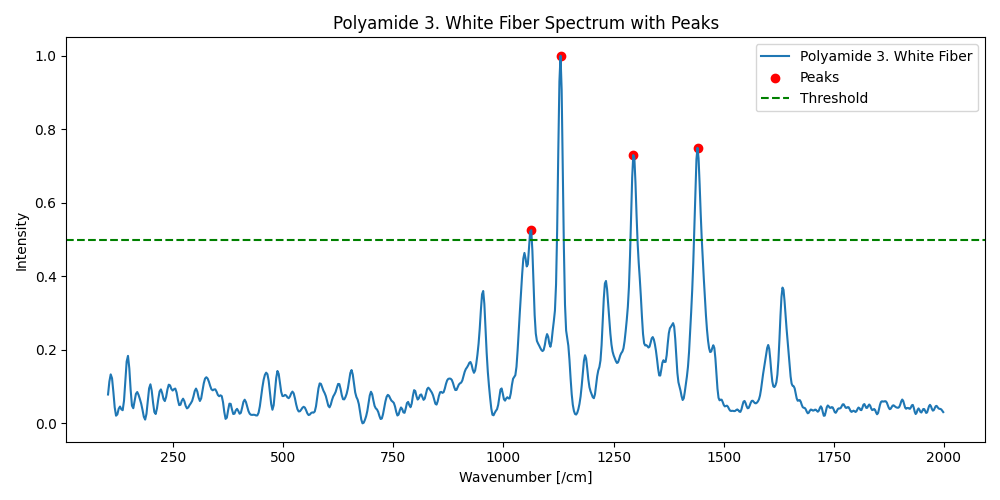 Polyamide 3. White Fiber Spectrum with Peaks
Polyamide 3. White Fiber
Peaks
Threshold
Intensity
1.0
0.8
0.6
0.4
0.2
0.0
250 500 750 1000 1250 1500 1750 2000
Wavenumber [/cm]